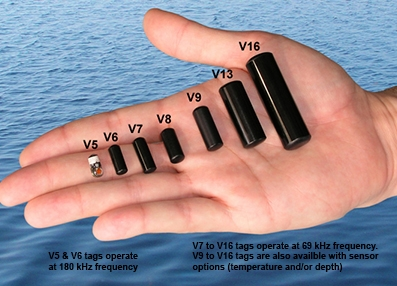 V16
V13
V9
V8
V7
V6
V5
V5 & V6 tags operate
at 180 kHz frequency
V7 to V16 tags operate at 69 kHz frequency.
V9 to V16 tags are also availble with sensor
options (temperature and/or depth)